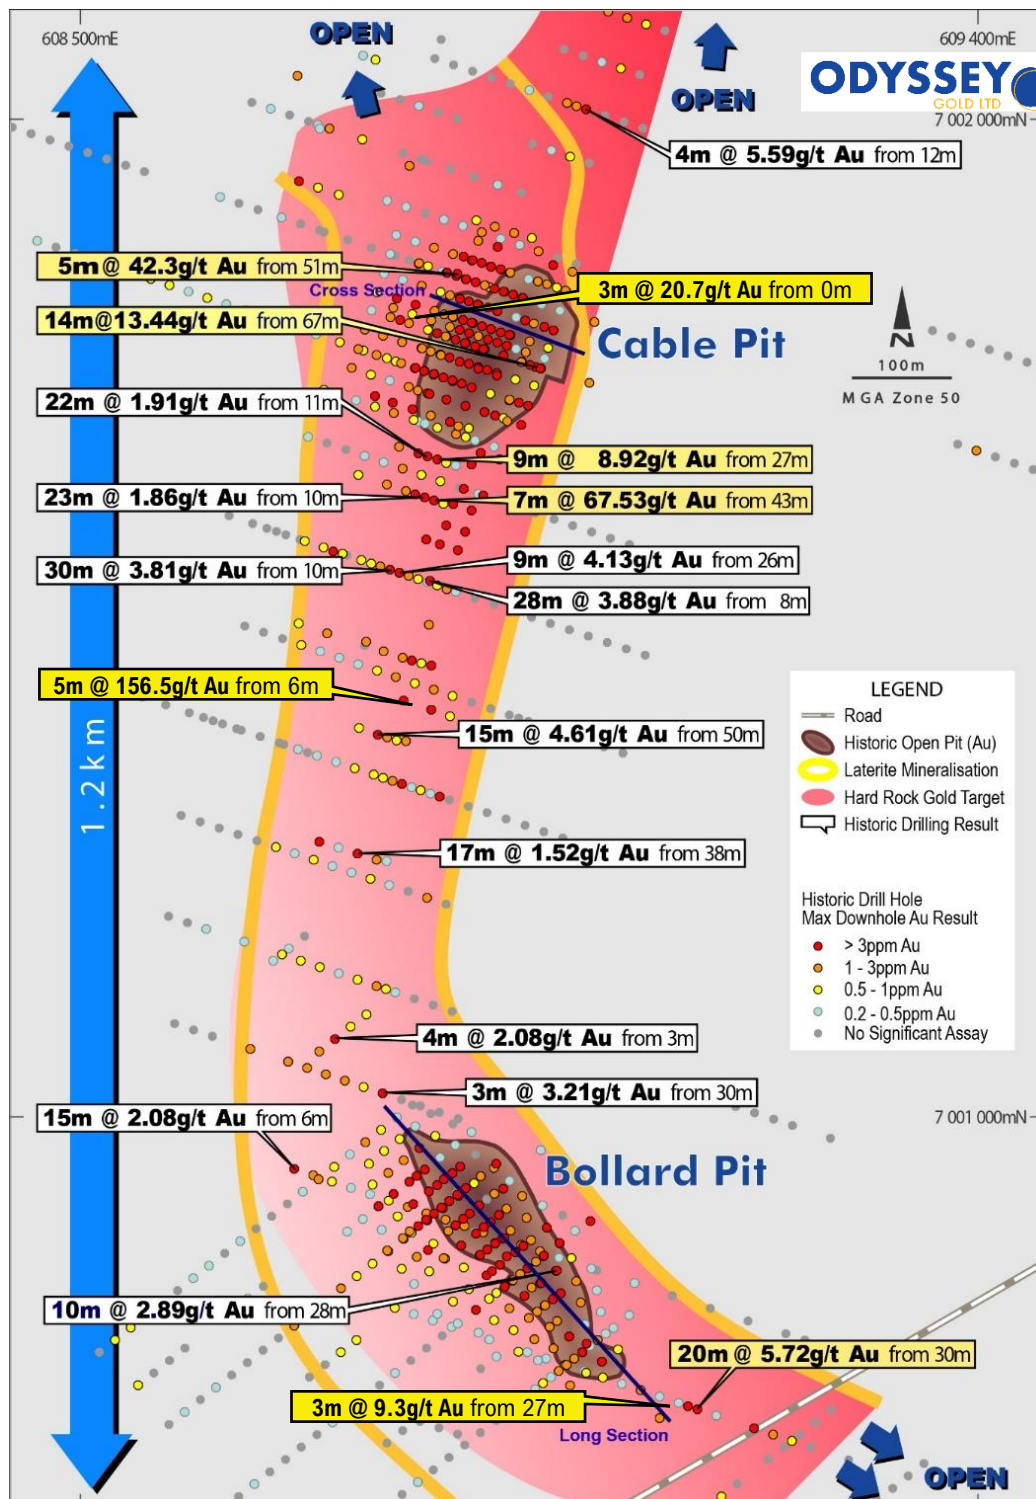 608 500mE
OPEN
609 400mE
ODYSSEY
GOLD LTD
OPEN
7 002 000mN
4m @ 5.59g/t Au from 12m
5m @ 42.3g/t Au from 51m
Cross Section
3m @ 20.7g/t Au from 0m
14m@13.44g/t Au from 67m
Cable Pit
N
100m
MGA Zone 50
22m @ 1.91g/t Au from 11m
9m @ 8.92g/t Au from 27m
23m @ 1.86g/t Au from 10m
7m @ 67.53g/t Au from 43m
30m @ 3.81g/t Au from 10m
9m @ 4.13g/t Au from 26m
28m @ 3.88g/t Au from 8m
5m @ 156.5g/t Au from 6m
15m @ 4.61g/t Au from 50m
1.2km
LEGEND
Road
Historic Open Pit (Au)
Laterite Mineralisation
Hard Rock Gold Target
Historic Drilling Result
17m @ 1.52g/t Au from 38m
Historic Drill Hole
Max Downhole Au Result
> 3ppm Au
1 - 3ppm Au
0.5 - 1ppm Au
0.2 - 0.5ppm Au
No Significant Assay
4m @ 2.08g/t Au from 3m
3m @ 3.21g/t Au from 30m
15m @ 2.08g/t Au from 6m
7 001 000mN
Bollard Pit
10m @ 2.89g/t Au from 28m
20m @ 5.72g/t Au from 30m
3m @ 9.3g/t Au from 27m
Long Section
OPEN